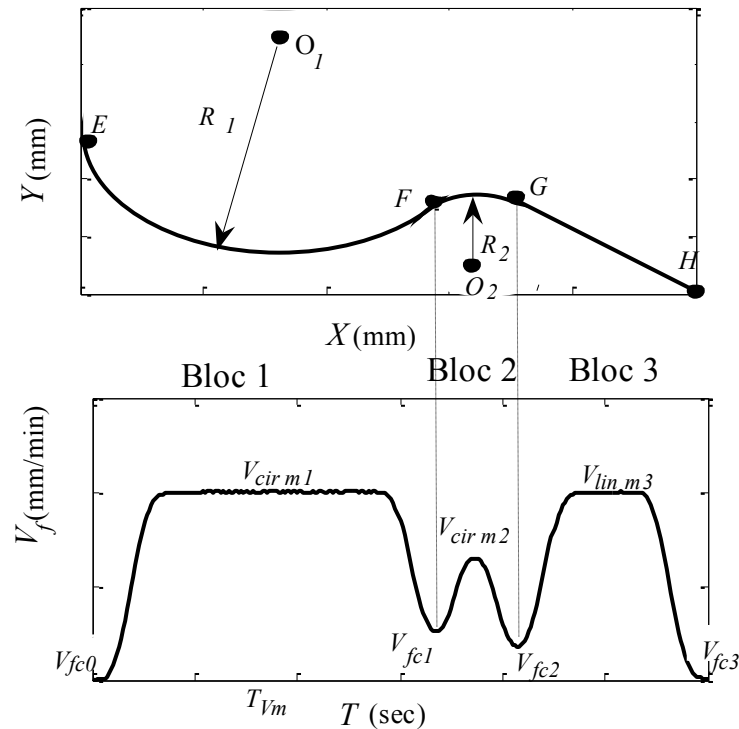 O1
R 1
E
Y (mm)
F
G
R2
O2
H
X (mm)
Bloc 1
Bloc 2
Bloc 3
Vf (mm/min)
Vcir m1
Vcir m2
Vlin m3
Vfc0
Vfc1
Vfc2
Vfc3
TVm
T (sec)